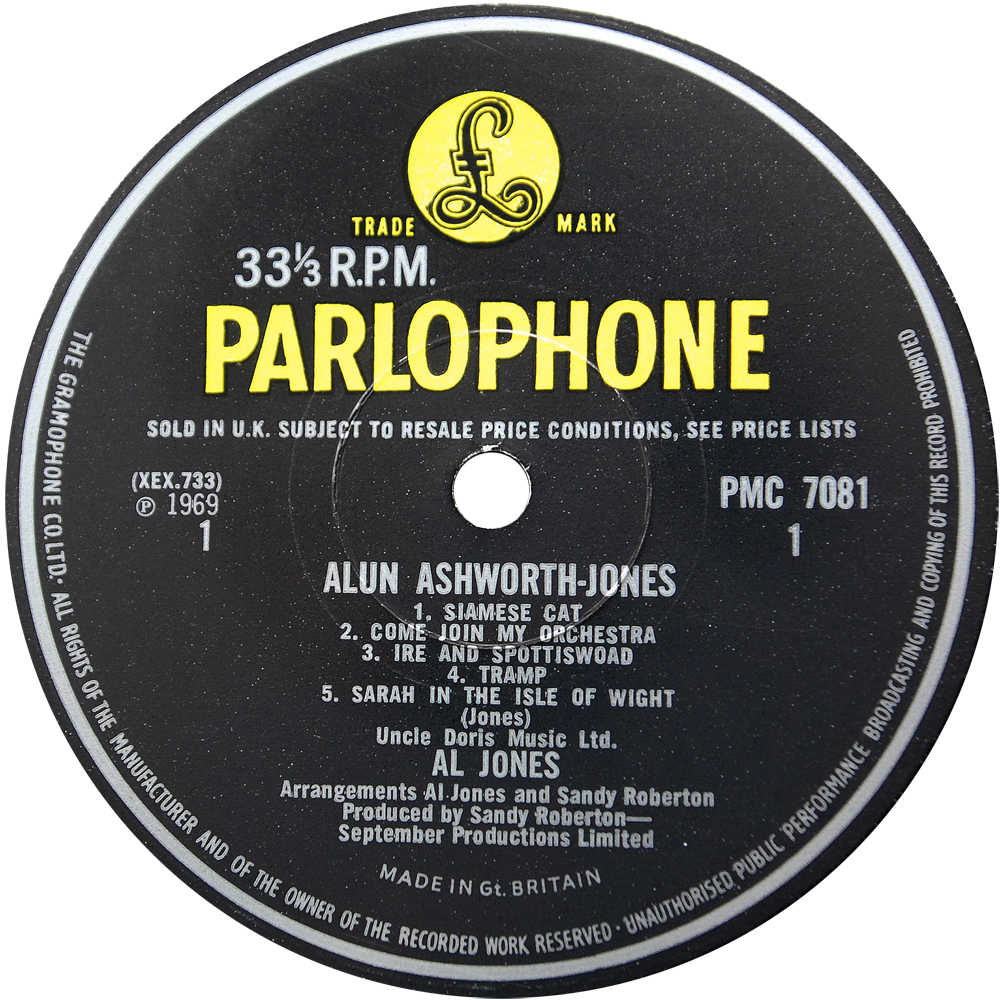 £
TRADE MARK
33⅓ R.P.M.
PARLOPHONE
SOLD IN U.K. SUBJECT TO RESALE PRICE CONDITIONS, SEE PRICE LISTS
(XEX.733)
℗ 1969
1
PMC 7081
1
ALUN ASHWORTH-JONES
1. SIAMESE CAT
2. COME JOIN MY ORCHESTRA
3. IRE AND SPOTTISWOAD
4. TRAMP
5. SARAH IN THE ISLE OF WIGHT
(Jones)
Uncle Doris Music Ltd.
AL JONES
Arrangements Al Jones and Sandy Roberton
Produced by Sandy Roberton—
September Productions Limited
MADE IN Gt. BRITAIN
THE GRAMOPHONE CO. LTD. · ALL RIGHTS OF THE MANUFACTURER AND OF THE OWNER OF THE RECORDED WORK RESERVED · UNAUTHORISED PUBLIC PERFORMANCE BROADCASTING AND COPYING OF THIS RECORD PROHIBITED